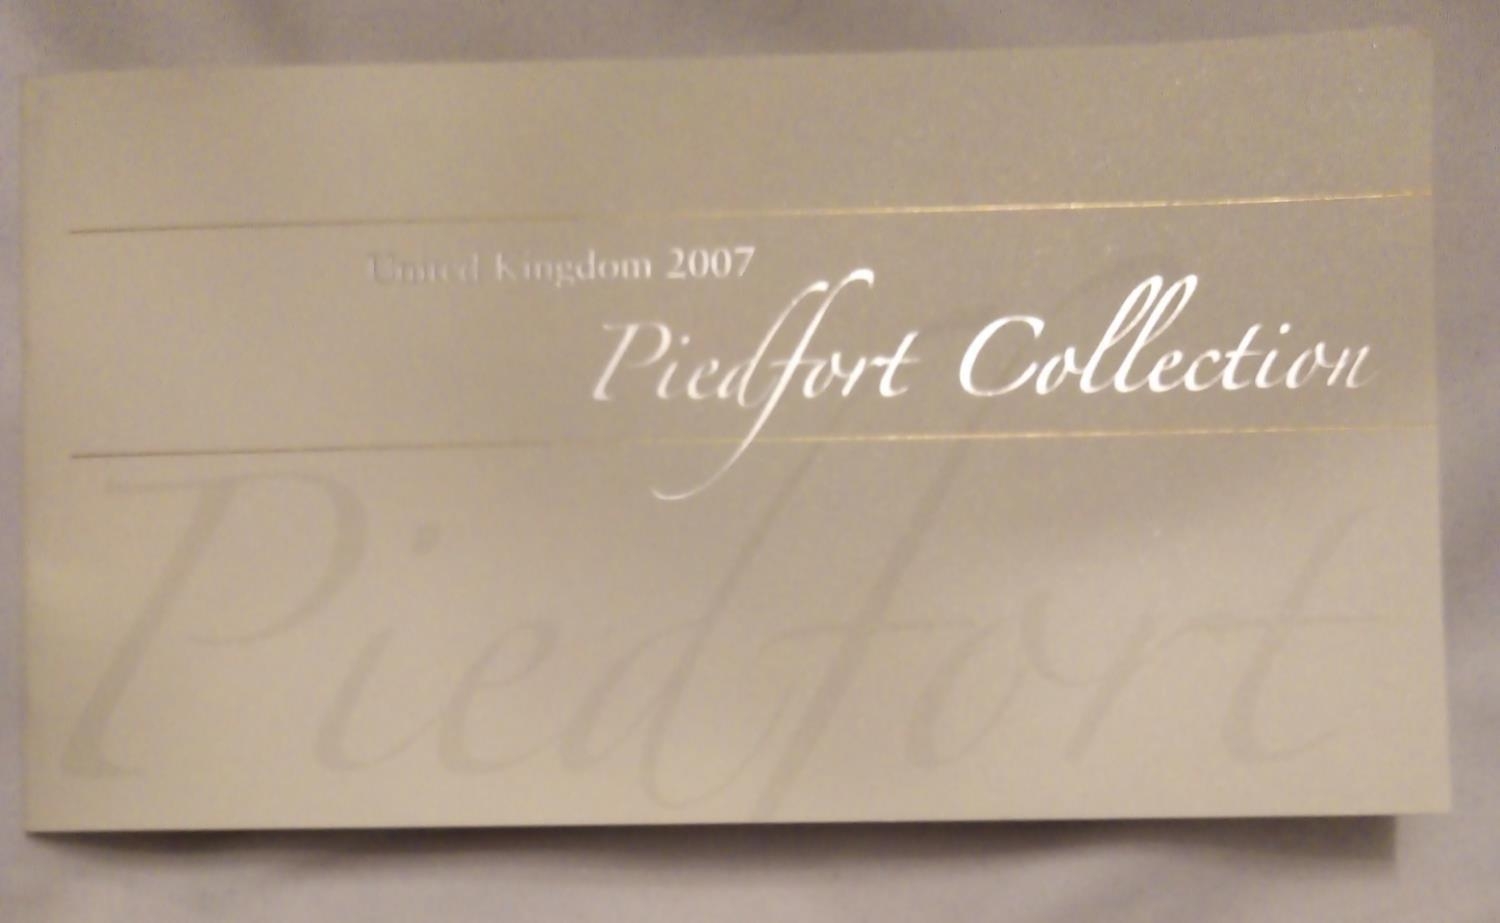 United Kingdom 2007
Piedfort Collection
Piedfort